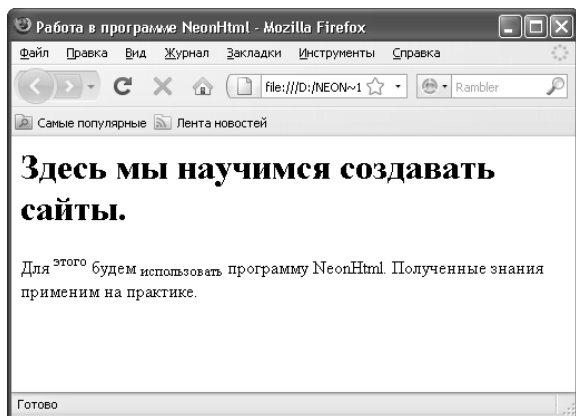 Работа в программе NeonHtml - Mozilla Firefox
Файл Правка Вид Журнал Закладки Инструменты Справка
file:///D:/NEON~1 Rambler
Самые популярные Лента новостей
Здесь мы научимся создавать
сайты.
Для этого будем использовать программу NeonHtml. Полученные знания
применим на практике.
Готово